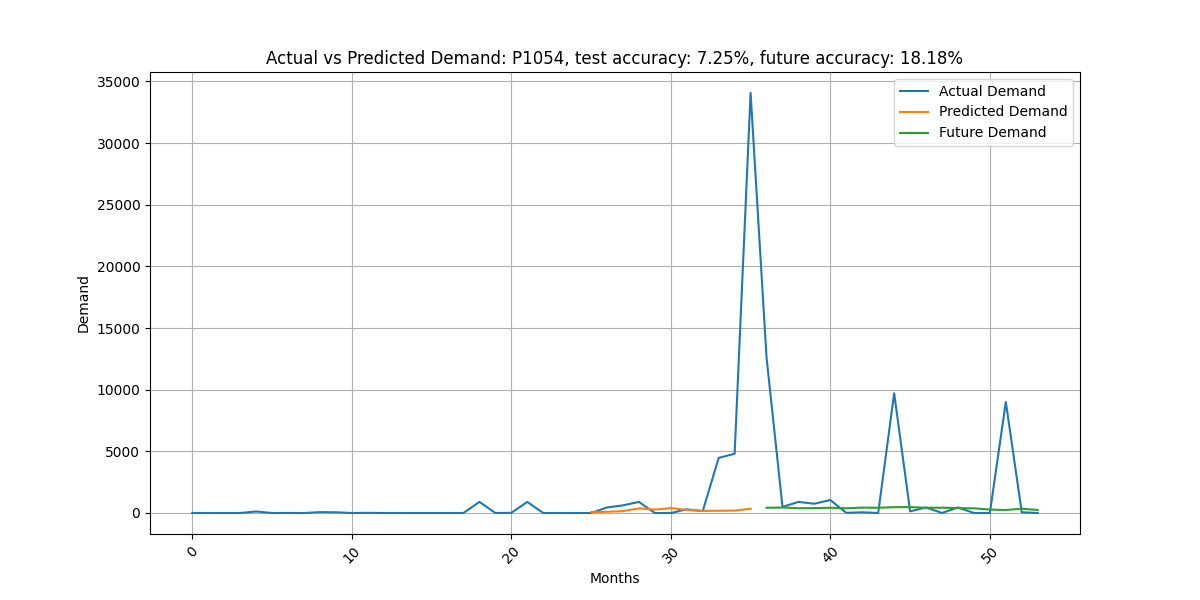 Actual vs Predicted Demand: P1054, test accuracy: 7.25%, future accuracy: 18.18%
Actual Demand
Predicted Demand
Future Demand
Demand
35000
30000
25000
20000
15000
10000
5000
0
0
10
20
30
40
50
Months